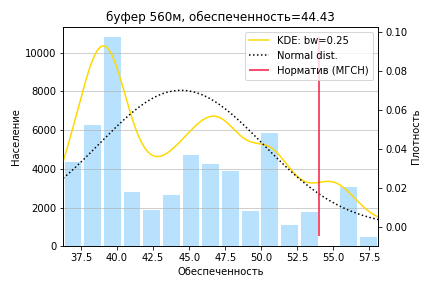 буфер 560м, обеспеченность=44.43
KDE: bw=0.25
Normal dist.
Норматив (МГСН)
10000
8000
6000
4000
2000
0
Население
0.10
0.08
0.06
0.04
0.02
0.00
Плотность
37.5 40.0 42.5 45.0 47.5 50.0 52.5 55.0 57.5
Обеспеченность